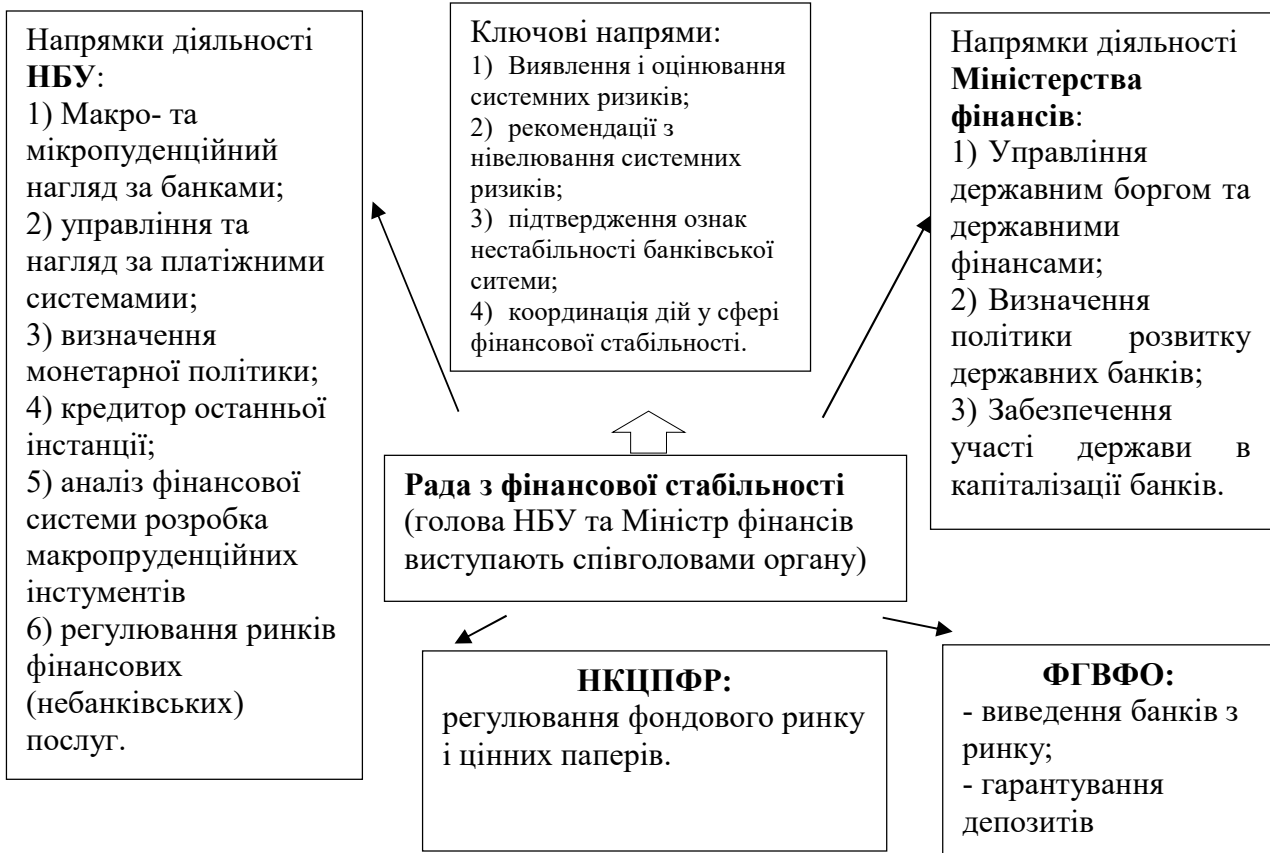 Напрямки діяльності
НБУ:
1) Макро- та
мікропуденційний
нагляд за банками;
2) управління та
нагляд за платіжними
системамии;
3) визначення
монетарної політики;
4) кредитор останньої
інстанції;
5) аналіз фінансової
системи розробка
макропруденційних
інстументів
6) регулювання ринків
фінансових
(небанківських)
послуг.
Ключові напрями:
1) Виявлення і оцінювання
системних ризиків;
2) рекомендації з
нівелювання системних
ризиків;
3) підтвердження ознак
нестабільності банківської
ситеми;
4) координація дій у сфері
фінансової стабільності.
Напрямки діяльності
Міністерства
фінансів:
1) Управління
державним боргом та
державними
фінансами;
2) Визначення
політики розвитку
державних банків;
3) Забезпечення
участі держави в
капіталізації банків.
Рада з фінансової стабільності
(голова НБУ та Міністр фінансів
виступають співголовами органу)
НКЦПФР:
регулювання фондового ринку
і цінних паперів.
ФГВФО:
- виведення банків з
ринку;
- гарантування
депозитів